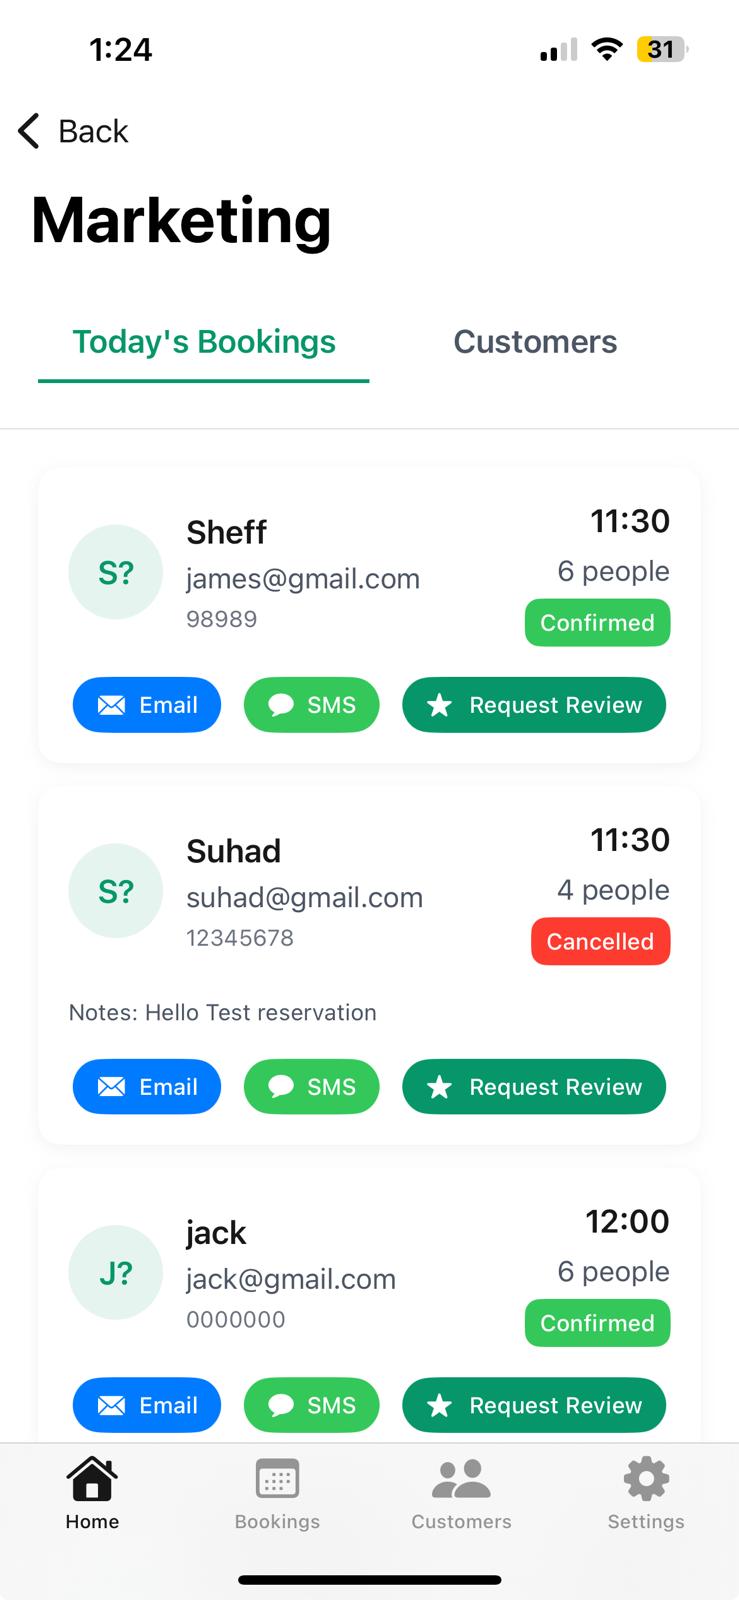 1:24
31
Back
Marketing
Today's Bookings Customers
S?
Sheff
james@gmail.com
98989
11:30
6 people
Confirmed
Email SMS Request Review
S?
Suhad
suhad@gmail.com
12345678
11:30
4 people
Cancelled
Notes: Hello Test reservation
Email SMS Request Review
J?
jack
jack@gmail.com
0000000
12:00
6 people
Confirmed
Email SMS Request Review
Home Bookings Customers Settings